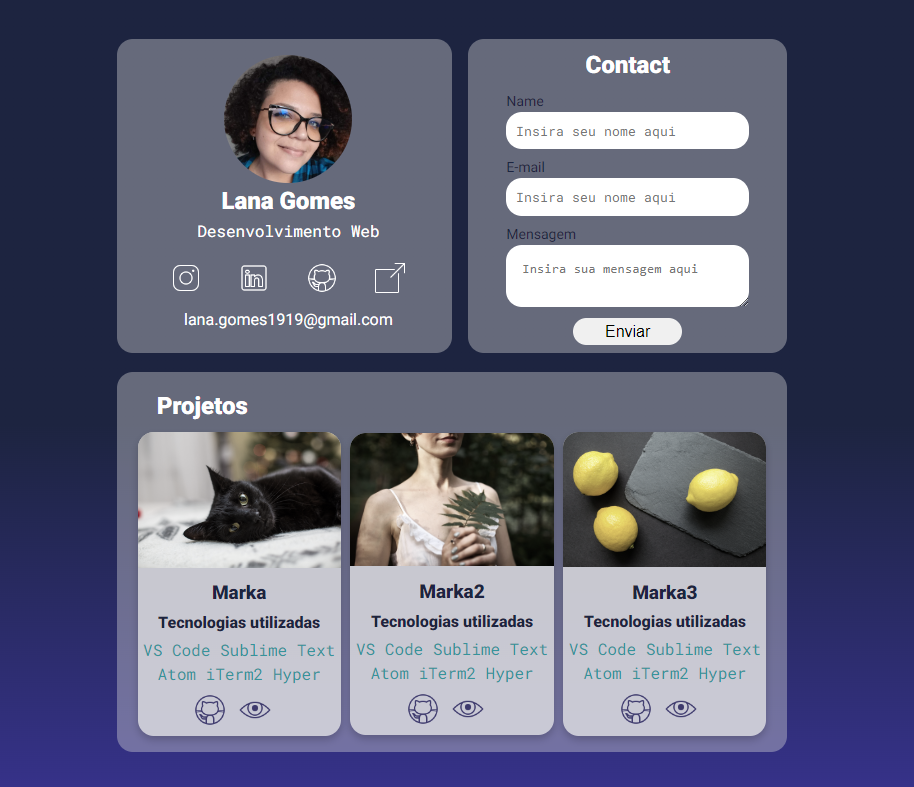 Lana Gomes
Desenvolvimento Web
lana.gomes1919@gmail.com
Contact
Name
Insira seu nome aqui
E-mail
Insira seu nome aqui
Mensagem
Insira sua mensagem aqui
Enviar
Projetos
Marka
Tecnologias utilizadas
VS Code Sublime Text
Atom iTerm2 Hyper
Marka2
Tecnologias utilizadas
VS Code Sublime Text
Atom iTerm2 Hyper
Marka3
Tecnologias utilizadas
VS Code Sublime Text
Atom iTerm2 Hyper